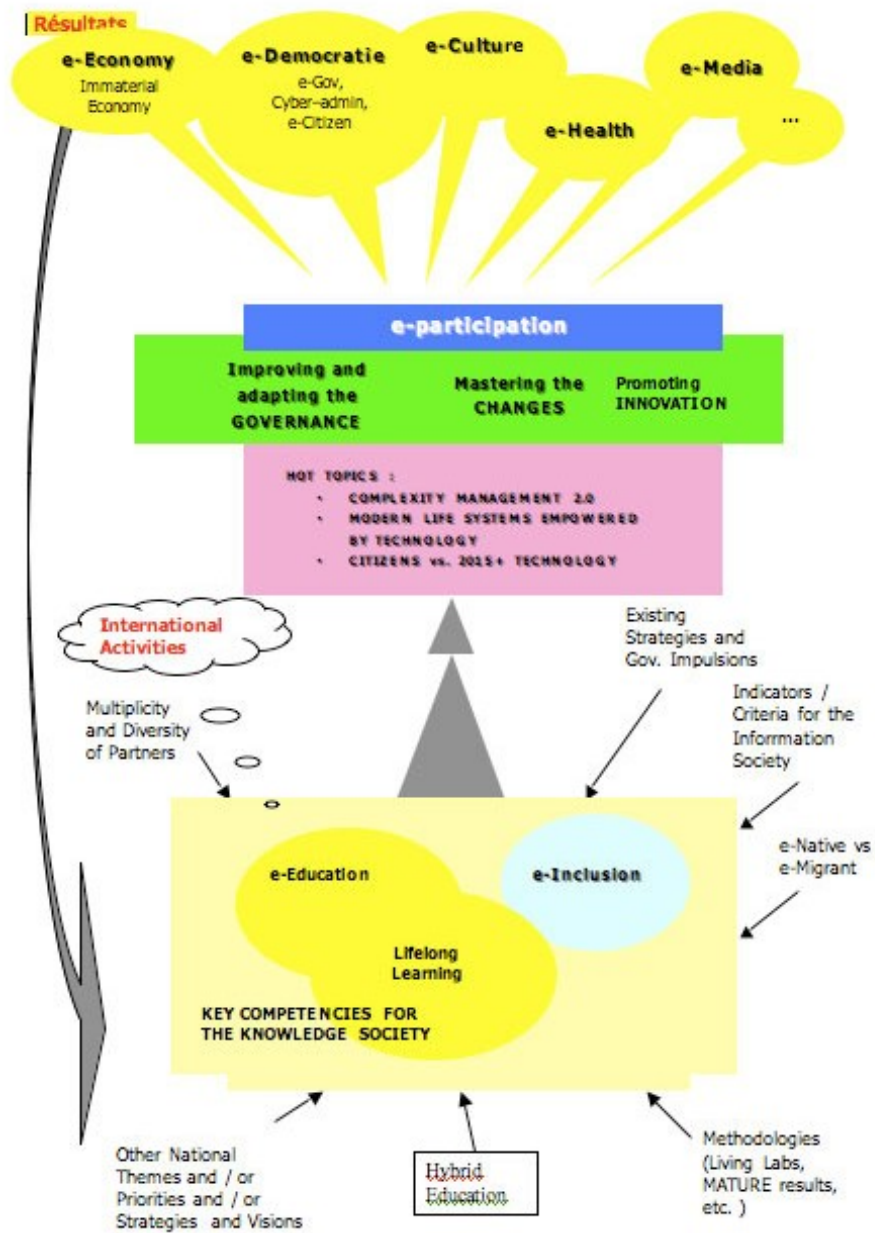 Résultats
e-Economy
Immaterial
Economy
e-Democratie
e-Gov,
Cyber-admin,
e-Citizen
e-Culture
e-Health
e-Media
...
e-participation
Improving and
adapting the
GOVERNANCE
Mastering the
CHANGES
Promoting
INNOVATION
HOT TOPICS :
• COMPLEXITY MANAGEMENT 2.0
• MODERN LIFE SYSTEMS EMPOWERED
BY TECHNOLOGY
• CITIZENS vs. 2015+ TECHNOLOGY
International
Activities
Existing
Strategies and
Gov. Impulsions
Multiplicity
and Diversity
of Partners
Indicators /
Criteria for the
Inforrmation
Society
e-Native vs
e-Migrant
e-Education
e-Inclusion
Lifelong
Learning
KEY COMPETENCIES FOR
THE KNOWLEDGE SOCIETY
Other National
Themes and / or
Priorities and / or
Strategies and Visions
Hybrid
Education
Methodologies
(Living Labs,
MATURE results,
etc. )